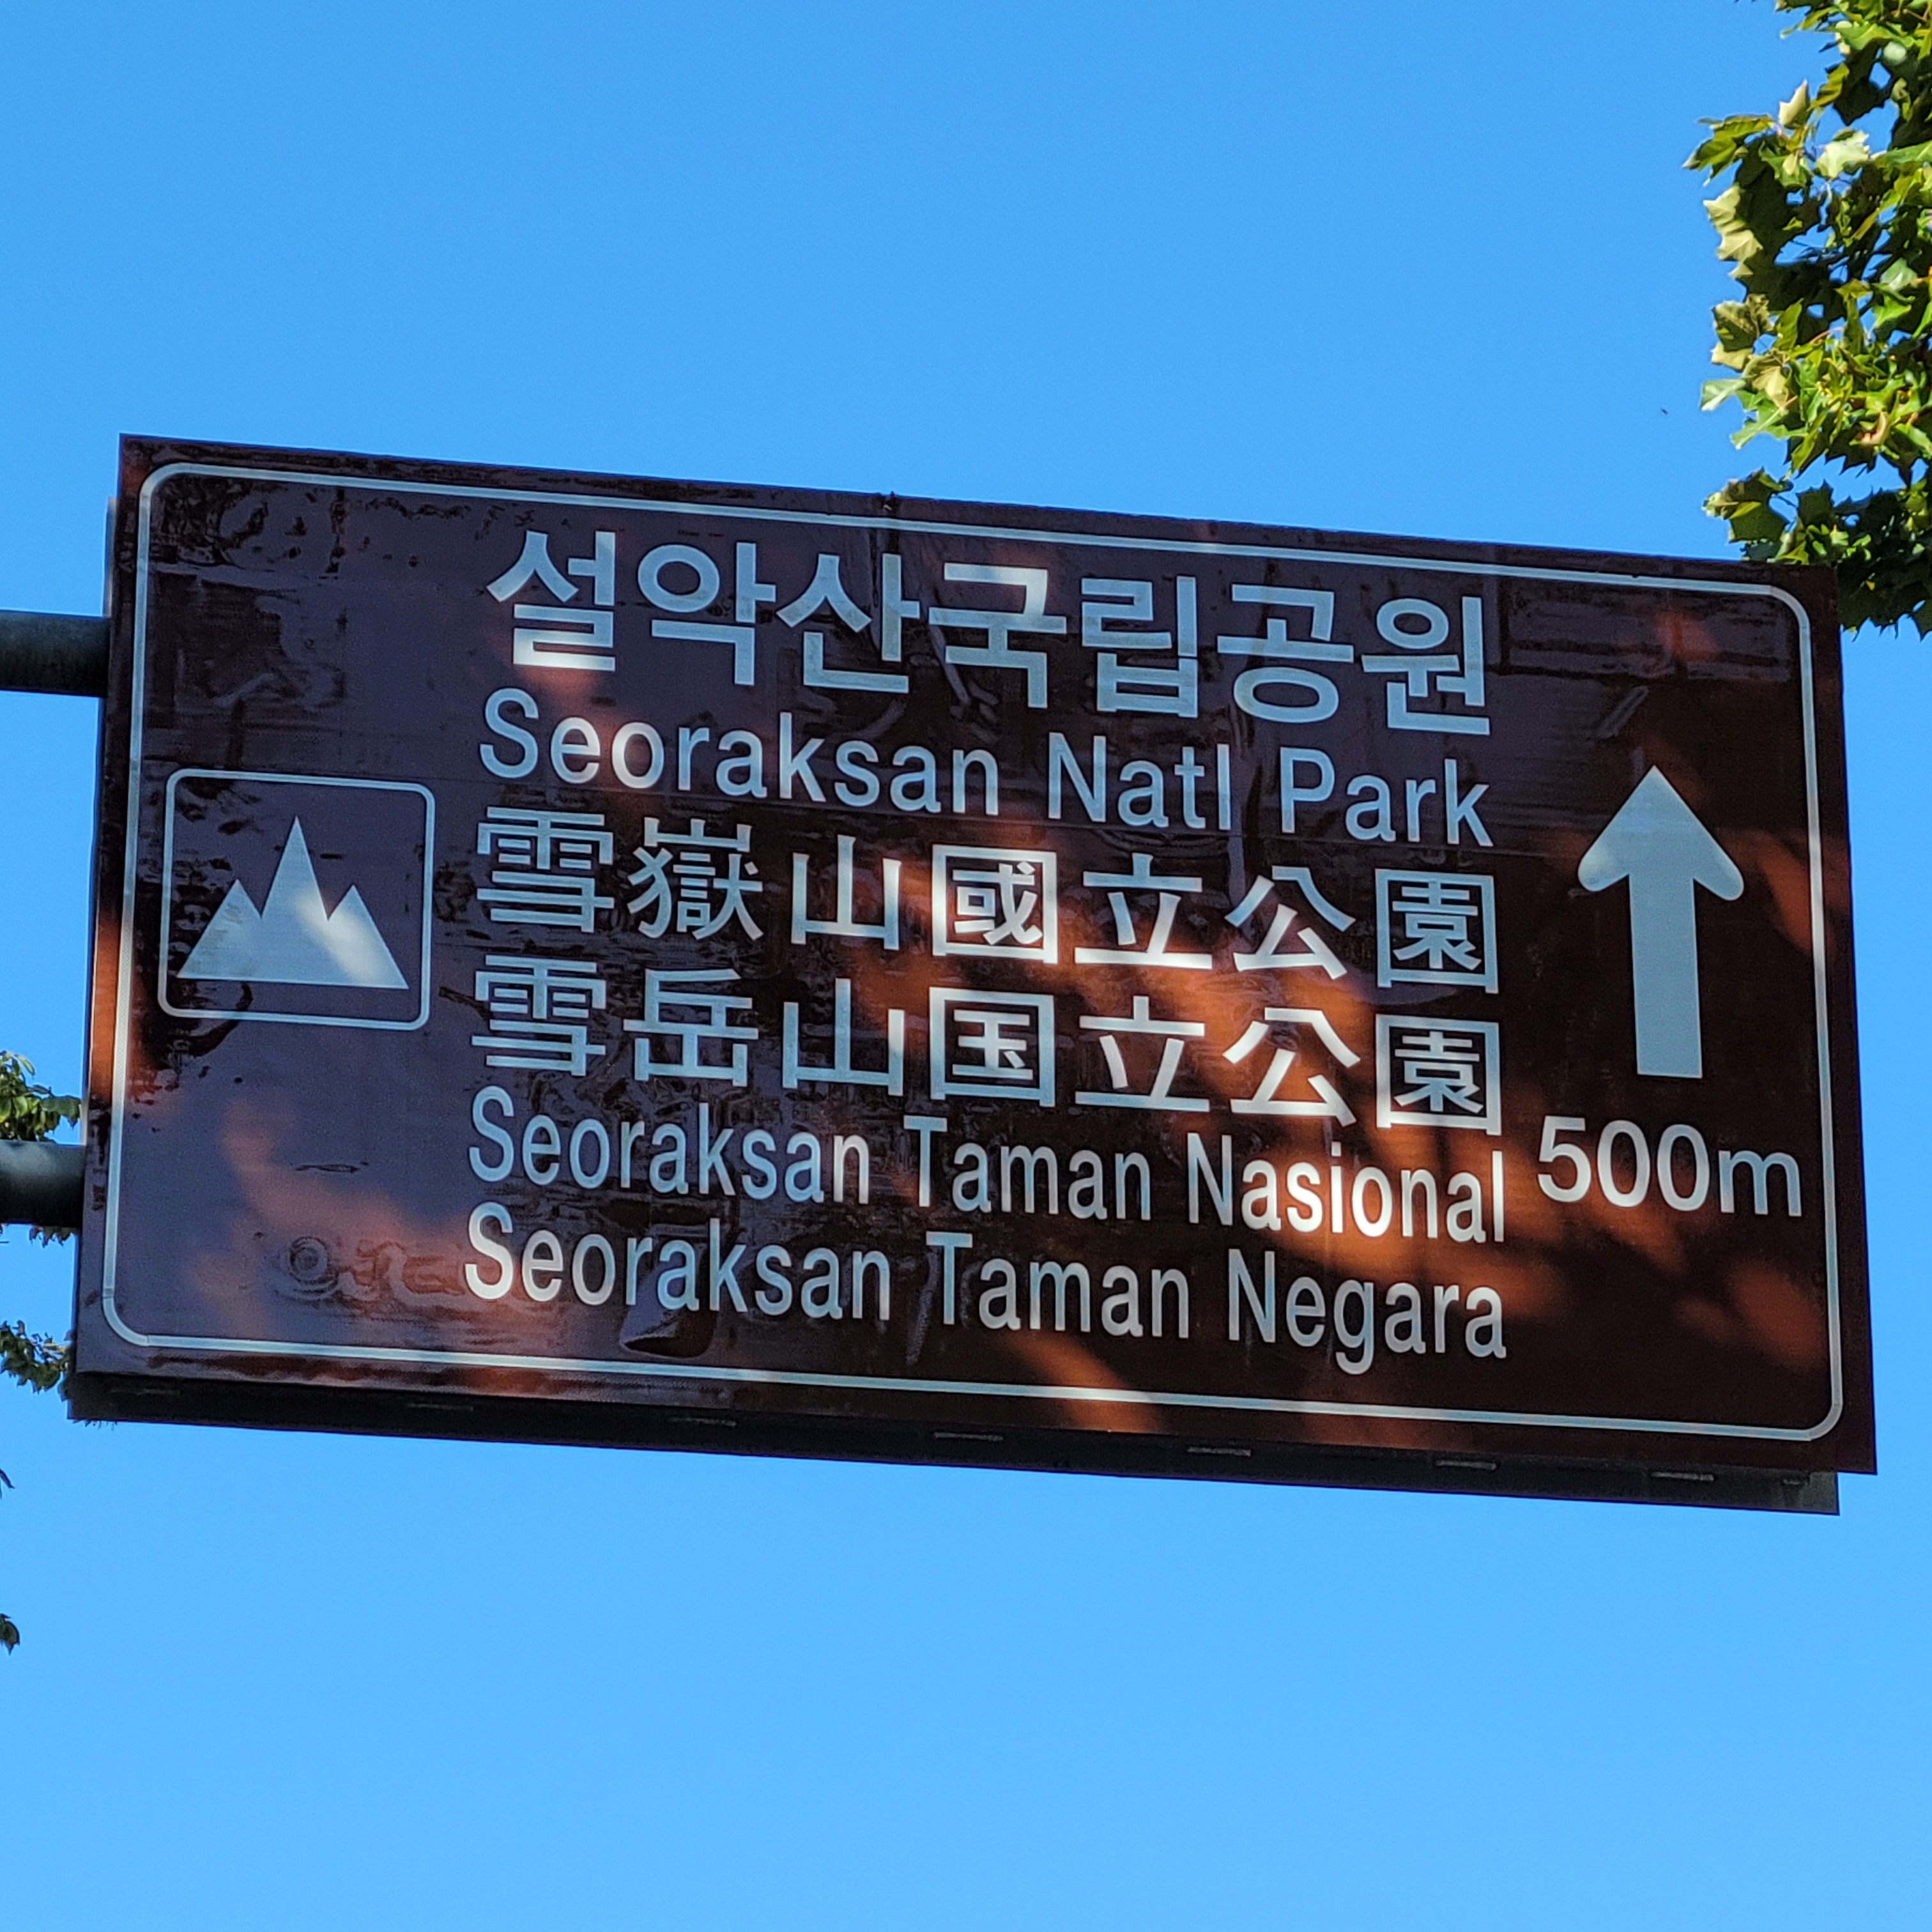 설악산국립공원
Seoraksan Natl Park
雪嶽山國立公園
雪岳山国立公園
Seoraksan Taman Nasional
Seoraksan Taman Negara
500m